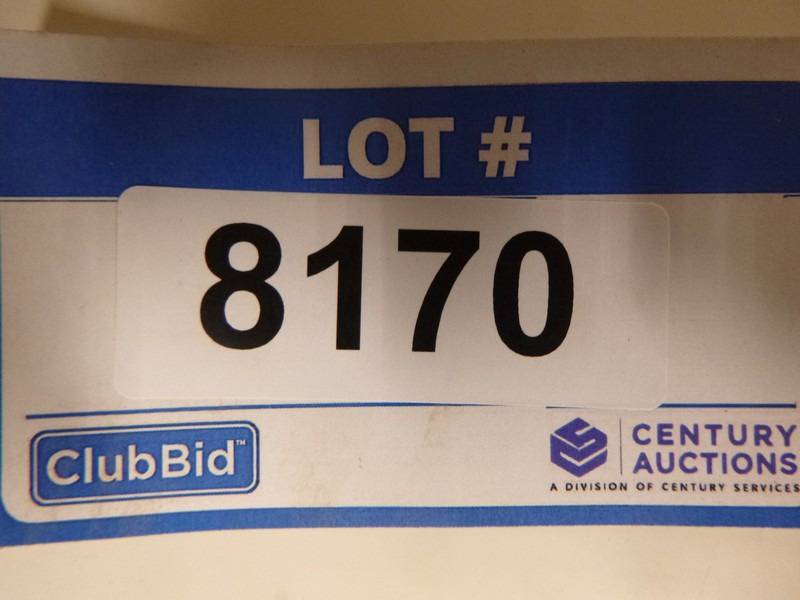 LOT #
8170
ClubBid™
CENTURY
AUCTIONS
A DIVISION OF CENTURY SERVICES